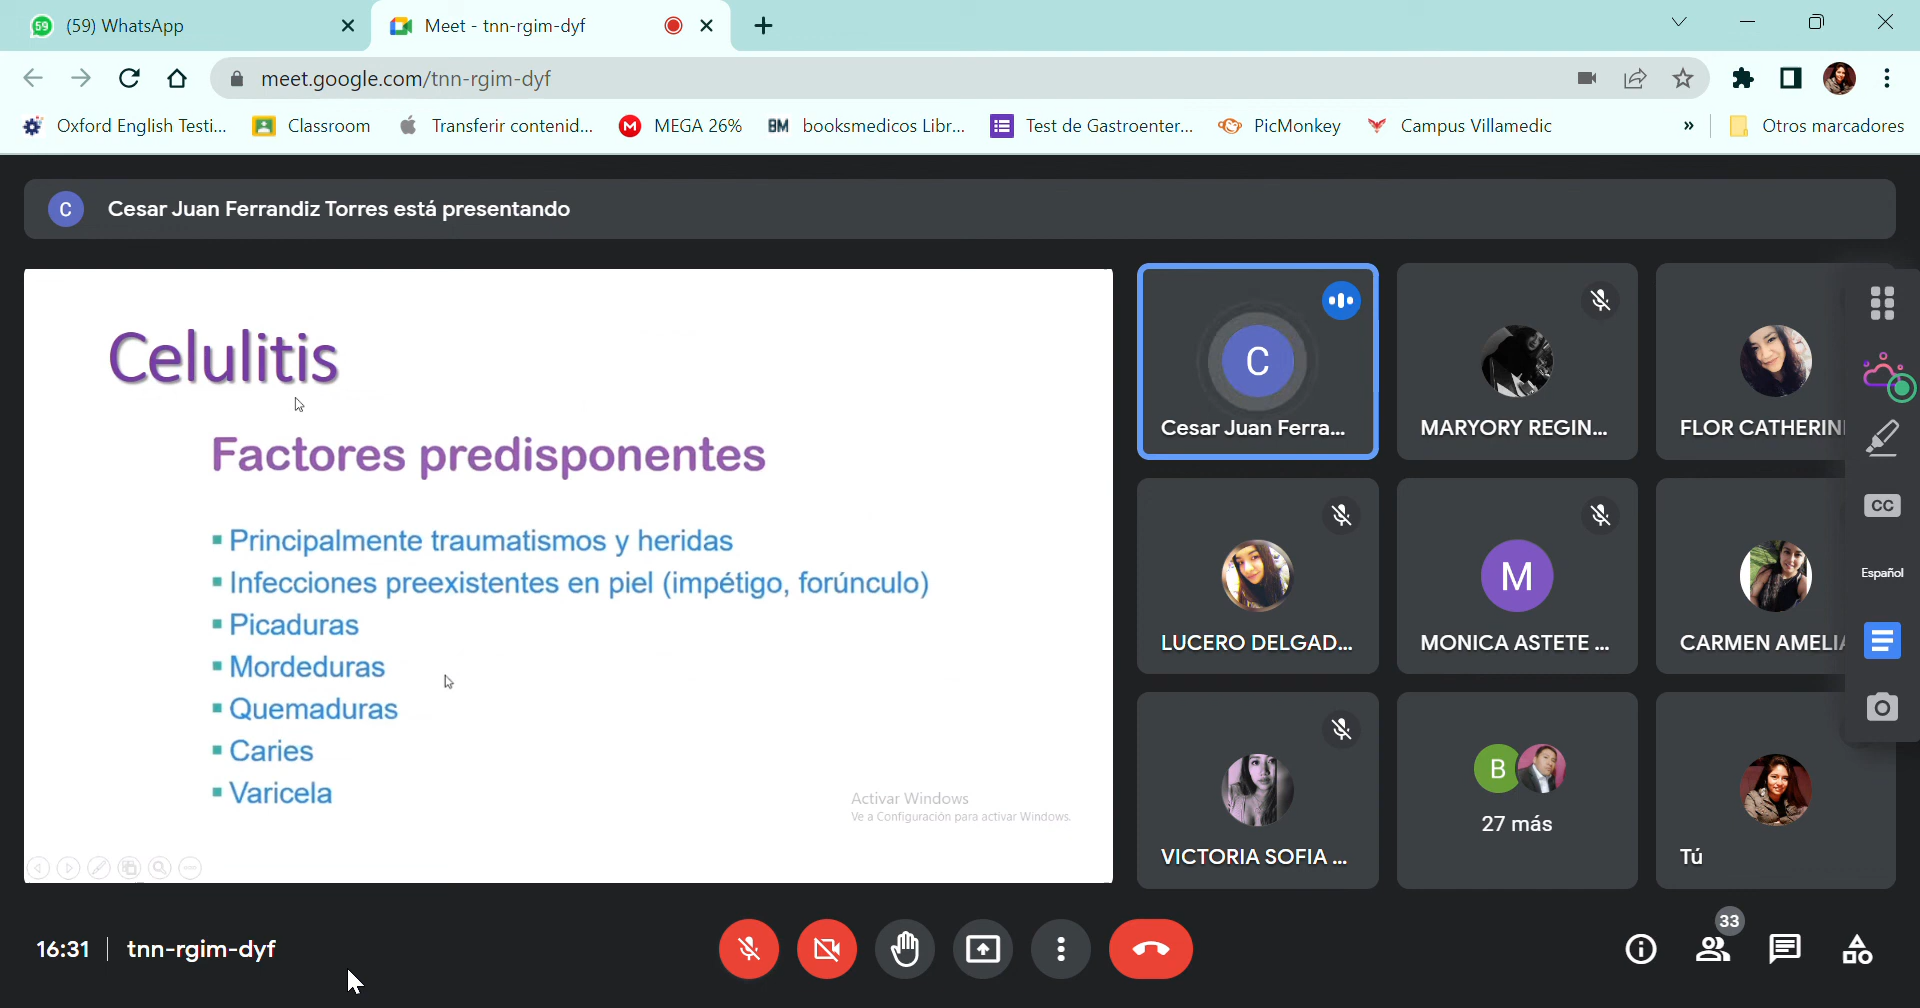 59 (59) WhatsApp
Meet - tnn-rgim-dyf
meet.google.com/tnn-rgim-dyf
Oxford English Testi...
Classroom
Transferir contenid...
M MEGA 26%
BM booksmedicos Libr...
Test de Gastroenter...
PicMonkey
Campus Villamedic
»
Otros marcadores
C Cesar Juan Ferrandiz Torres está presentando
Celulitis
Factores predisponentes
Principalmente traumatismos y heridas
Infecciones preexistentes en piel (impétigo, forúnculo)
Picaduras
Mordeduras
Quemaduras
Caries
Varicela
Activar Windows
Ve a Configuración para activar Windows.
C
Cesar Juan Ferra...
MARYORY REGIN...
FLOR CATHERIN
LUCERO DELGAD...
M
MONICA ASTETE ...
CARMEN AMELIA
VICTORIA SOFIA ...
B
27 más
Tú
CC
Español
16:31
tnn-rgim-dyf
33